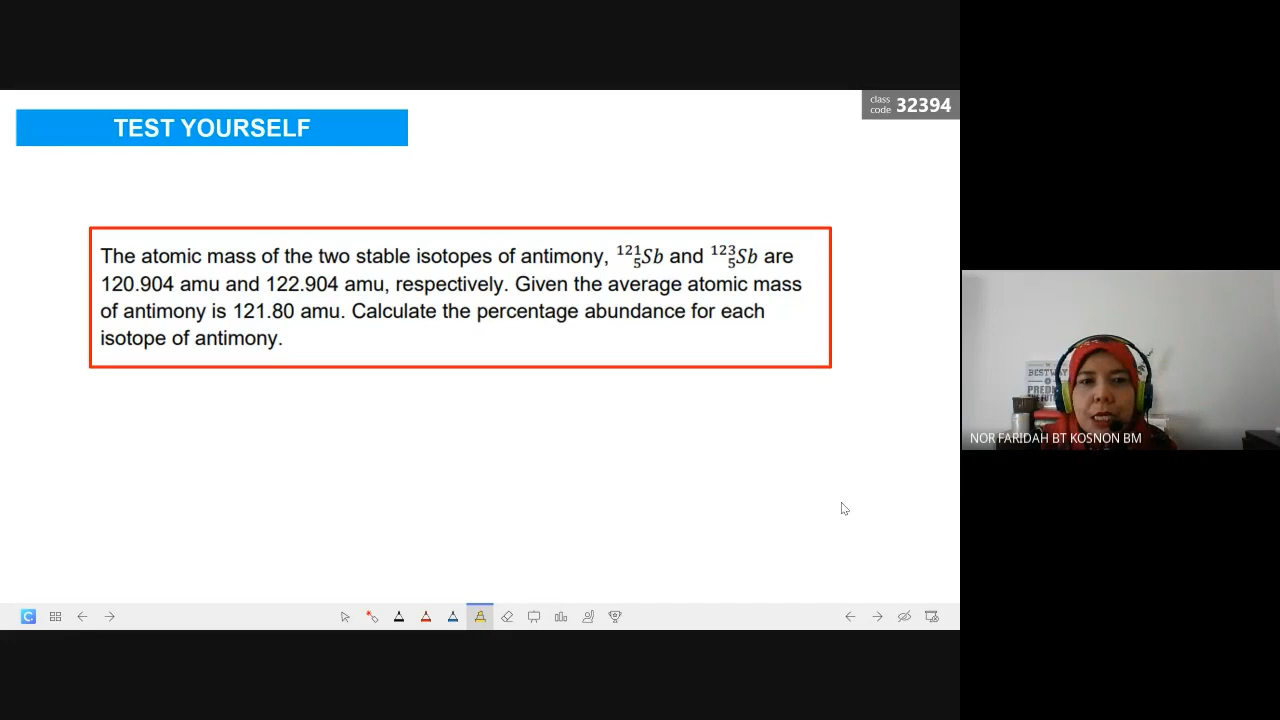 class code 32394
TEST YOURSELF
The atomic mass of the two stable isotopes of antimony, ¹²¹₅Sb and ¹²³₅Sb are
120.904 amu and 122.904 amu, respectively. Given the average atomic mass
of antimony is 121.80 amu. Calculate the percentage abundance for each
isotope of antimony.
BESTWAY
PREDI
NOR FARIDAH BT KOSNON BM